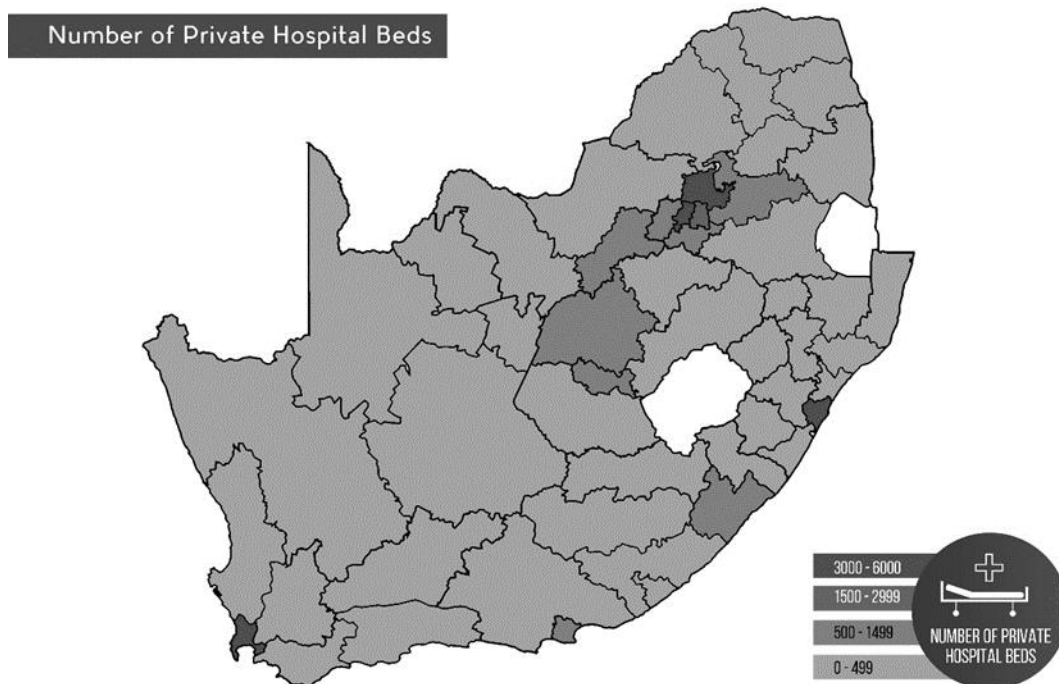 Number of Private Hospital Beds
3000 - 6000
1500 - 2999
500 - 1499
0 - 499
NUMBER OF PRIVATE
HOSPITAL BEDS